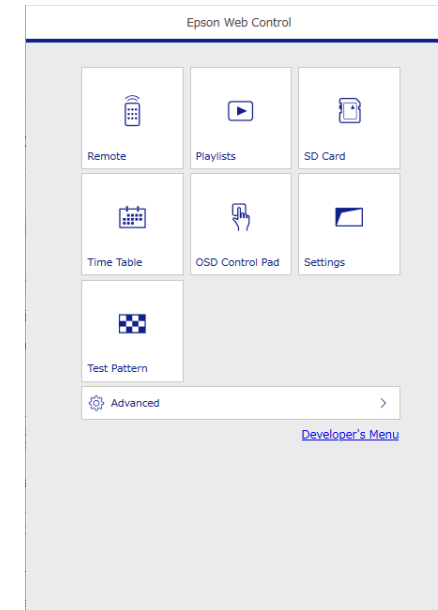 Epson Web Control
Remote
Playlists
SD Card
Time Table
OSD Control Pad
Settings
Test Pattern
Advanced
Developer's Menu